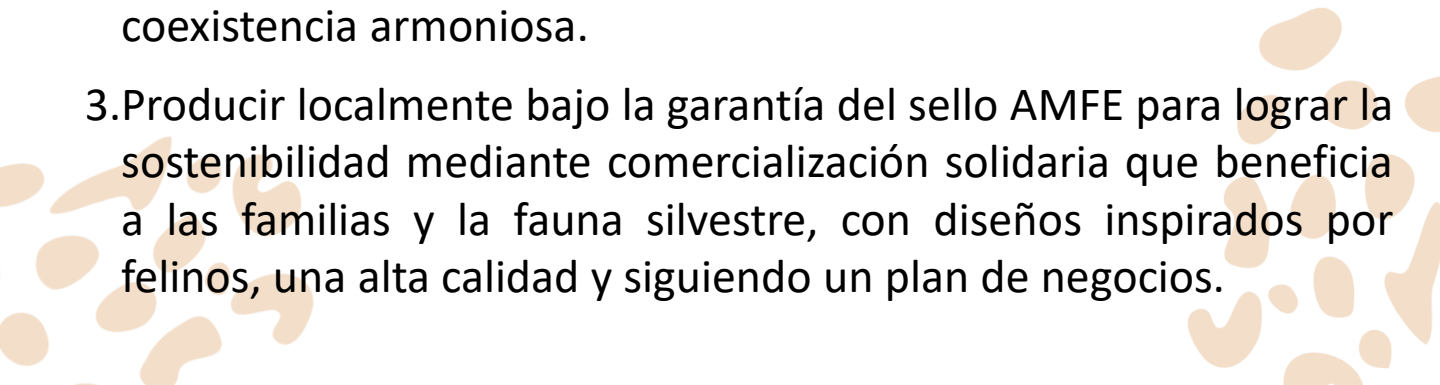 coexistencia armoniosa.
3.Producir localmente bajo la garantía del sello AMFE para lograr la
sostenibilidad mediante comercialización solidaria que beneficia
a las familias y la fauna silvestre, con diseños inspirados por
felinos, una alta calidad y siguiendo un plan de negocios.